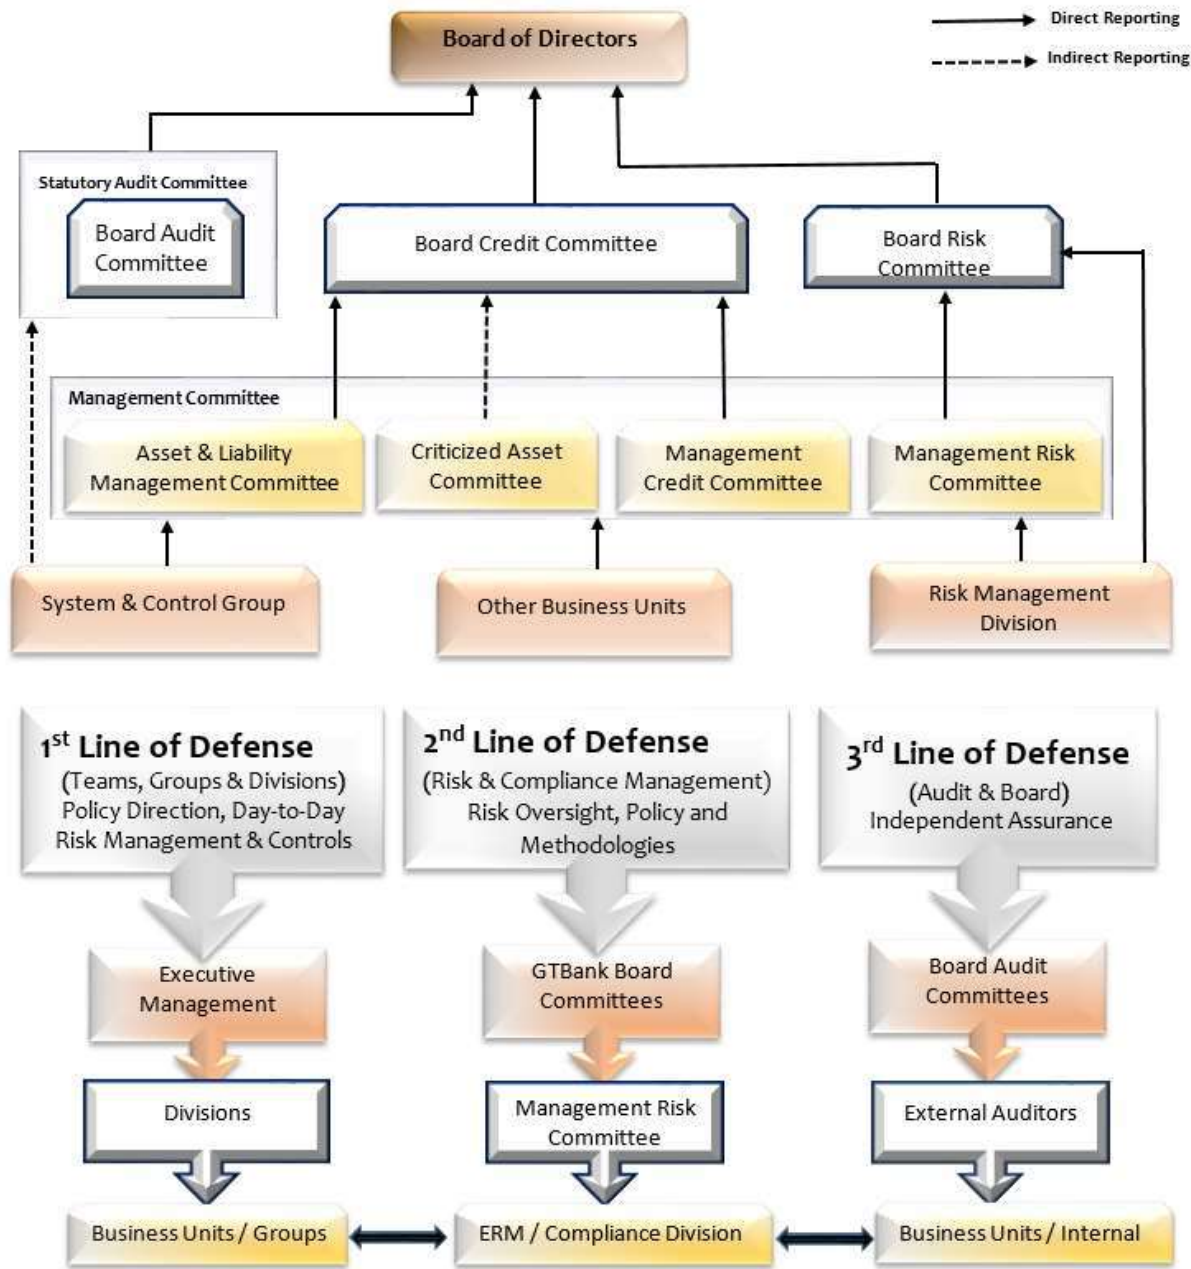 Board of Directors
Direct Reporting
Indirect Reporting
Statutory Audit Committee
Board Audit
Committee
Board Credit Committee
Board Risk
Committee
Management Committee
Asset & Liability
Management Committee
Criticized Asset
Committee
Management
Credit Committee
Management Risk
Committee
System & Control Group
Other Business Units
Risk Management
Division
1st Line of Defense
(Teams, Groups & Divisions)
Policy Direction, Day-to-Day
Risk Management & Controls
2nd Line of Defense
(Risk & Compliance Management)
Risk Oversight, Policy and
Methodologies
3rd Line of Defense
(Audit & Board)
Independent Assurance
Executive
Management
GTBank Board
Committees
Board Audit
Committees
Divisions
Management Risk
Committee
External Auditors
Business Units / Groups
ERM / Compliance Division
Business Units / Internal